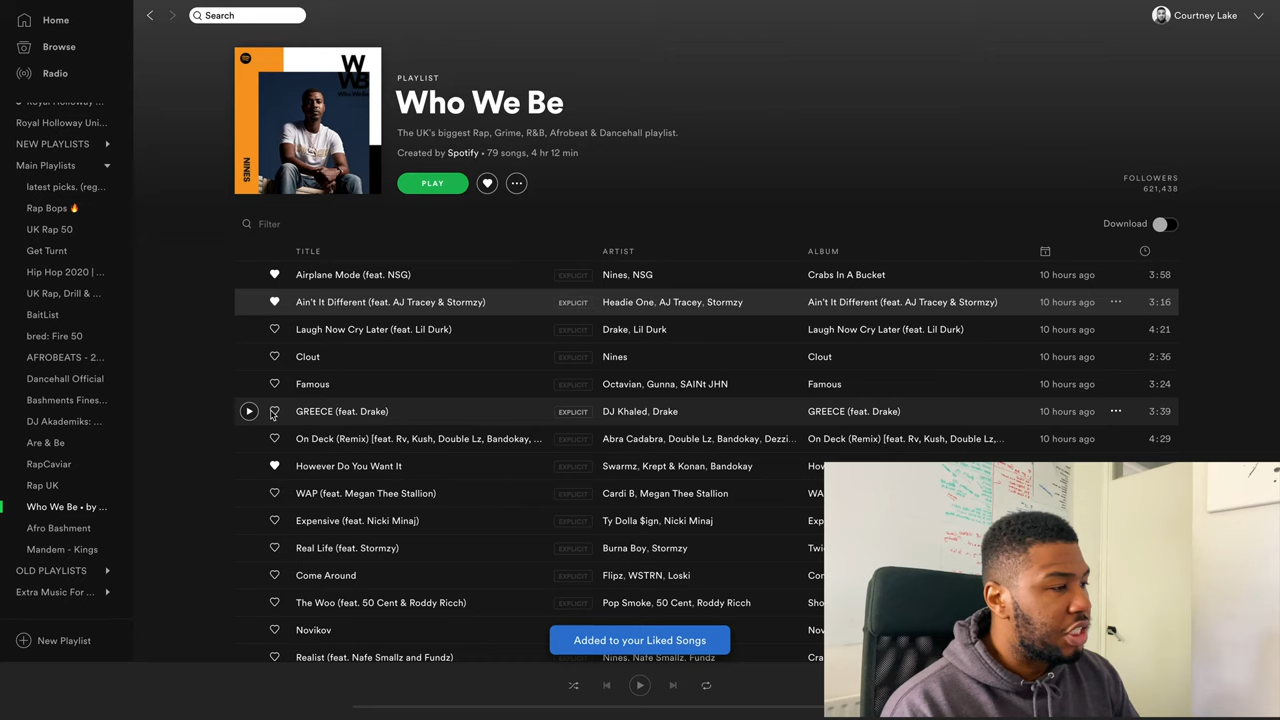 Home
Browse
Radio
Royal Holloway ...
Royal Holloway Uni...
NEW PLAYLISTS
Main Playlists
latest picks. (reg...
Rap Bops 🔥
UK Rap 50
Get Turnt
Hip Hop 2020 | ...
UK Rap, Drill & ...
BaitList
bred: Fire 50
AFROBEATS - 2...
Dancehall Official
Bashments Fines...
DJ Akademiks: ...
Are & Be
RapCaviar
Rap UK
Who We Be • by ...
Afro Bashment
Mandem - Kings
OLD PLAYLISTS
Extra Music For ...
New Playlist
Search
Courtney Lake
W
WB
Who We Be
NINES
PLAYLIST
Who We Be
The UK's biggest Rap, Grime, R&B, Afrobeat & Dancehall playlist.
Created by Spotify • 79 songs, 4 hr 12 min
PLAY
FOLLOWERS
621,438
Filter
Download
TITLE ARTIST ALBUM
Airplane Mode (feat. NSG) EXPLICIT Nines, NSG Crabs In A Bucket 10 hours ago 3:58
Ain't It Different (feat. AJ Tracey & Stormzy) EXPLICIT Headie One, AJ Tracey, Stormzy Ain't It Different (feat. AJ Tracey & Stormzy) 10 hours ago 3:16
Laugh Now Cry Later (feat. Lil Durk) EXPLICIT Drake, Lil Durk Laugh Now Cry Later (feat. Lil Durk) 10 hours ago 4:21
Clout EXPLICIT Nines Clout 10 hours ago 2:36
Famous EXPLICIT Octavian, Gunna, SAINt JHN Famous 10 hours ago 3:24
GREECE (feat. Drake) EXPLICIT DJ Khaled, Drake GREECE (feat. Drake) 10 hours ago 3:39
On Deck (Remix) [feat. Rv, Kush, Double Lz, Bandokay, ... EXPLICIT Abra Cadabra, Double Lz, Bandokay, Dezzi... On Deck (Remix) [feat. Rv, Kush, Double Lz,... 10 hours ago 4:29
However Do You Want It EXPLICIT Swarmz, Krept & Konan, Bandokay How
WAP (feat. Megan Thee Stallion) EXPLICIT Cardi B, Megan Thee Stallion WAP
Expensive (feat. Nicki Minaj) EXPLICIT Ty Dolla $ign, Nicki Minaj Exp
Real Life (feat. Stormzy) EXPLICIT Burna Boy, Stormzy Twi
Come Around EXPLICIT Flipz, WSTRN, Loski Con
The Woo (feat. 50 Cent & Roddy Ricch) EXPLICIT Pop Smoke, 50 Cent, Roddy Ricch Sho
Novikov Nov
Realist (feat. Nafe Smallz and Fundz) Nines, Nafe Smallz, Fundz Cra
Added to your Liked Songs